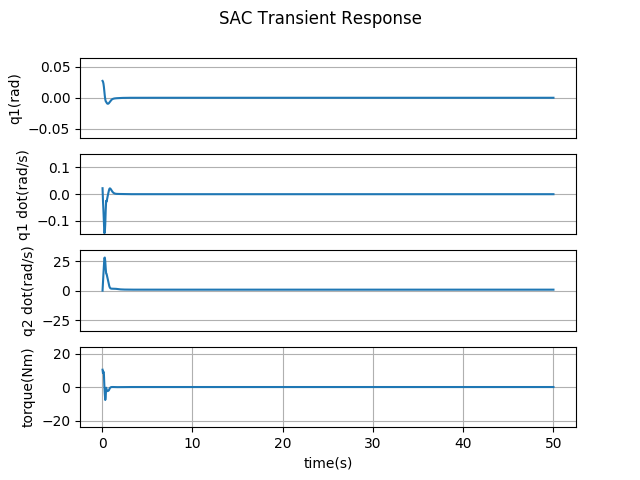 SAC Transient Response
0.05
0.00
−0.05
q1(rad)
0.1
0.0
−0.1
q1 dot(rad/s)
25
0
−25
q2 dot(rad/s)
20
0
−20
torque(Nm)
0 10 20 30 40 50
time(s)